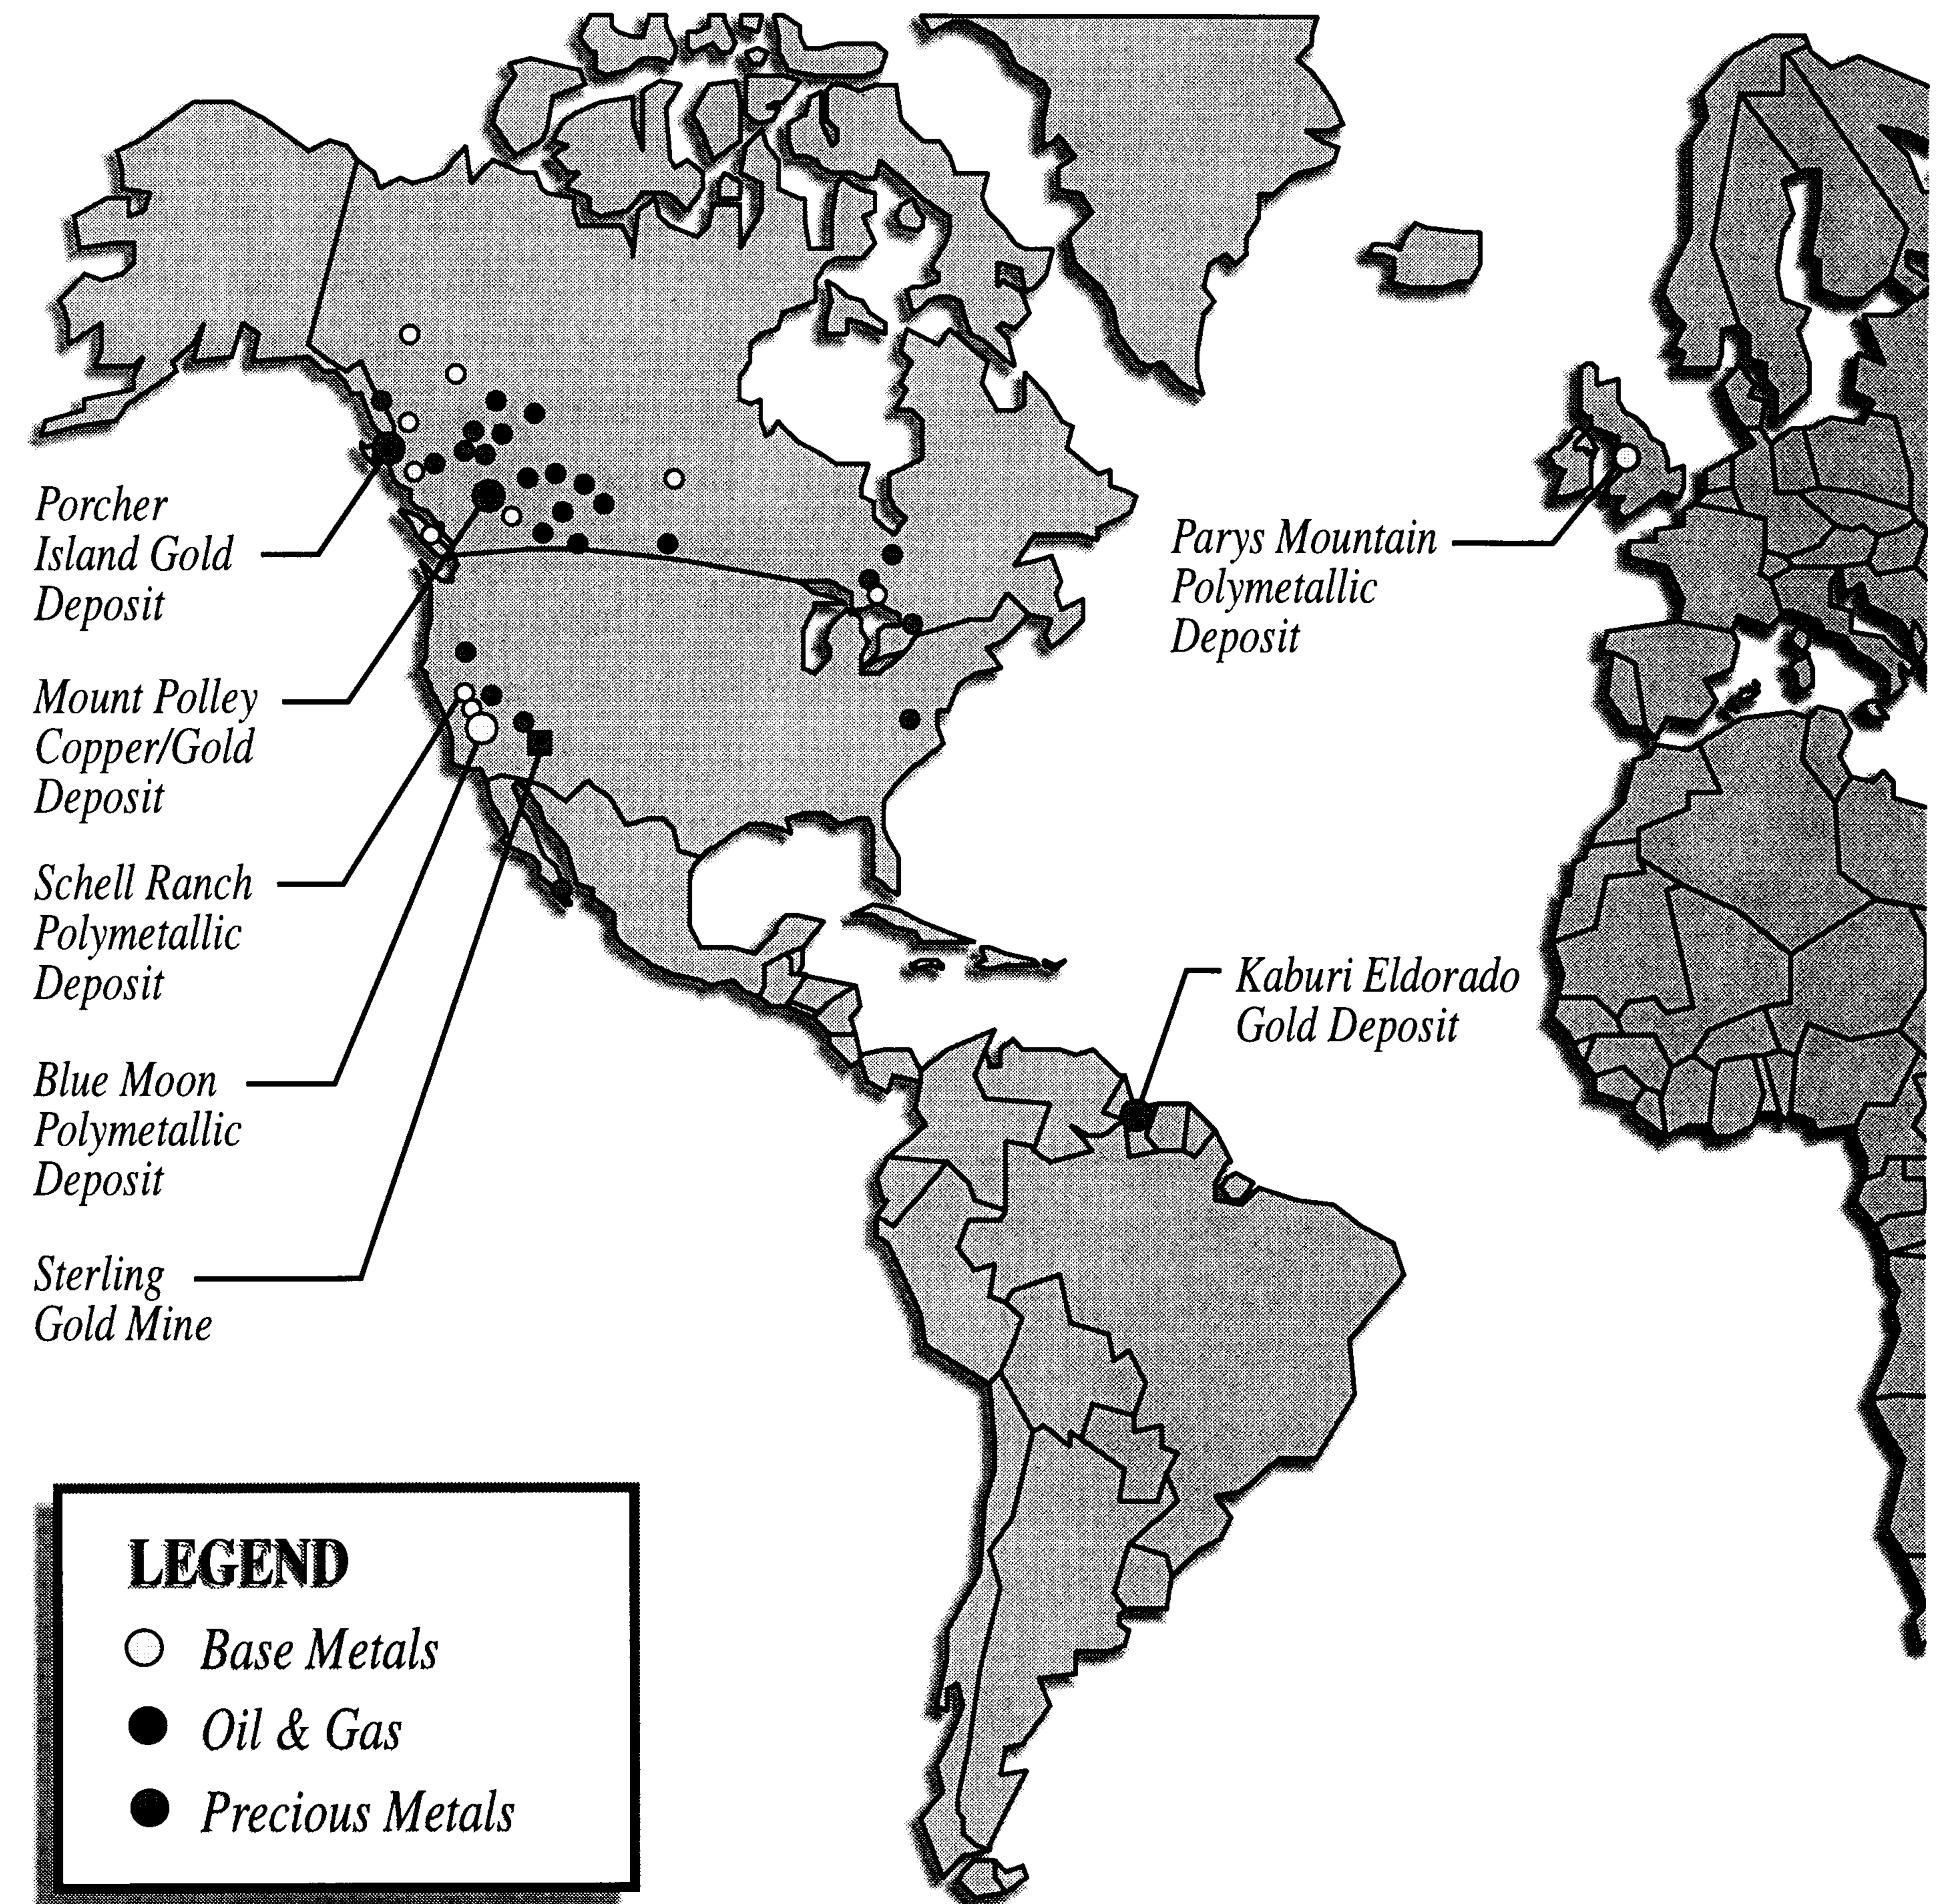 Porcher
Island Gold
Deposit
Mount Polley
Copper/Gold
Deposit
Schell Ranch
Polymetallic
Deposit
Blue Moon
Polymetallic
Deposit
Sterling
Gold Mine
Parys Mountain
Polymetallic
Deposit
Kaburi Eldorado
Gold Deposit
LEGEND
Base Metals
Oil & Gas
Precious Metals